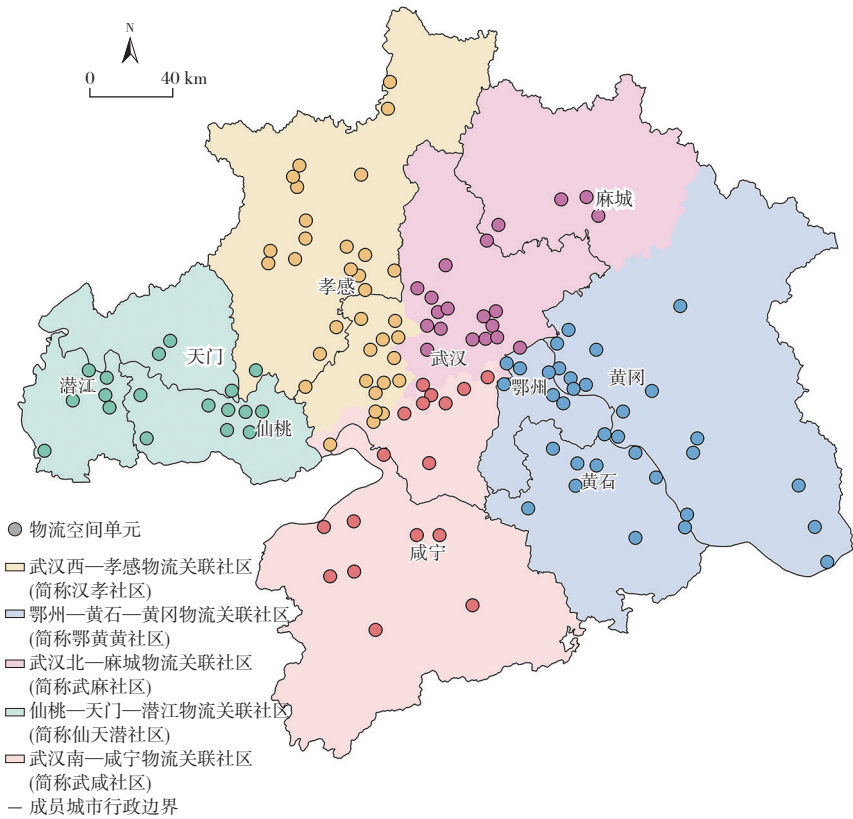 N
0 40 km
麻城
孝感
天门
武汉
潜江
鄂州
黄冈
仙桃
黄石
咸宁
物流空间单元
武汉西—孝感物流关联社区
(简称汉孝社区)
鄂州—黄石—黄冈物流关联社区
(简称鄂黄黄社区)
武汉北—麻城物流关联社区
(简称武麻社区)
仙桃—天门—潜江物流关联社区
(简称仙天潜社区)
武汉南—咸宁物流关联社区
(简称武咸社区)
成员城市行政边界